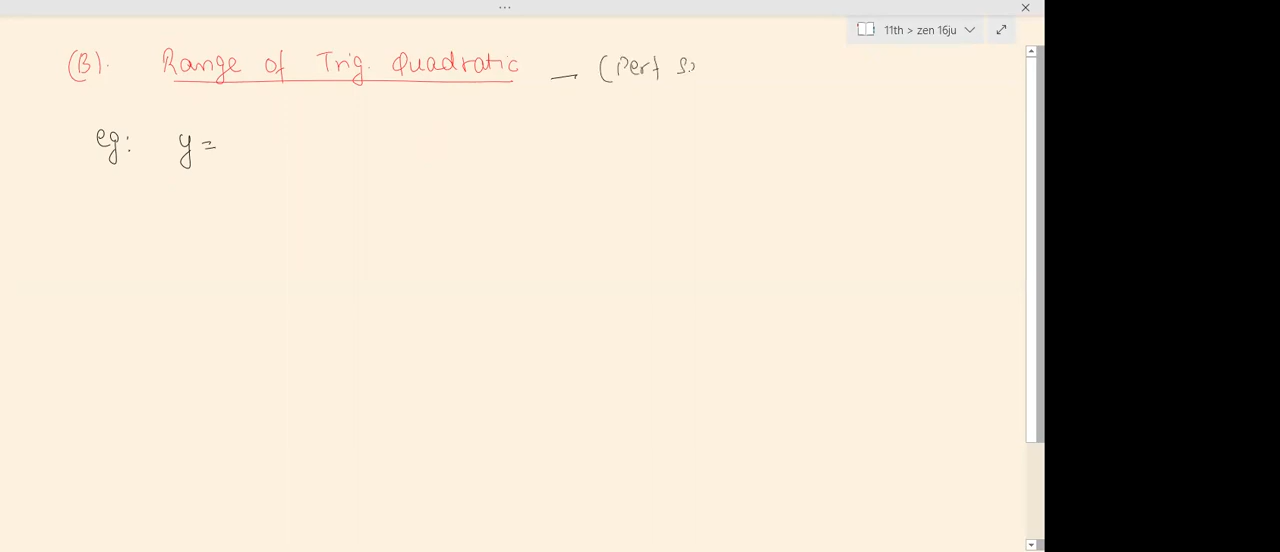 11th > zen 16ju
(B). Range of Trig. Quadratic — (Perf
eg: y =